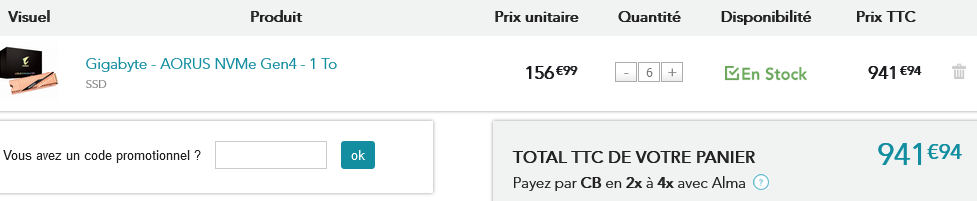 Visuel Produit Prix unitaire Quantité Disponibilité Prix TTC
Gigabyte - AORUS NVMe Gen4 - 1 To
SSD
156€99 - 6 + En Stock 941€94
Vous avez un code promotionnel ? ok
TOTAL TTC DE VOTRE PANIER 941€94
Payez par CB en 2x à 4x avec Alma ?